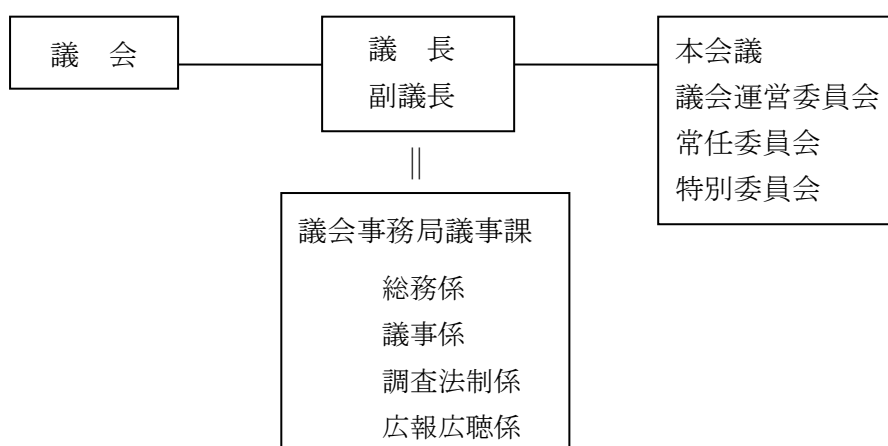 議　会
議　長
副議長
本会議
議会運営委員会
常任委員会
特別委員会
議会事務局議事課
総務係
議事係
調査法制係
広報広聴係